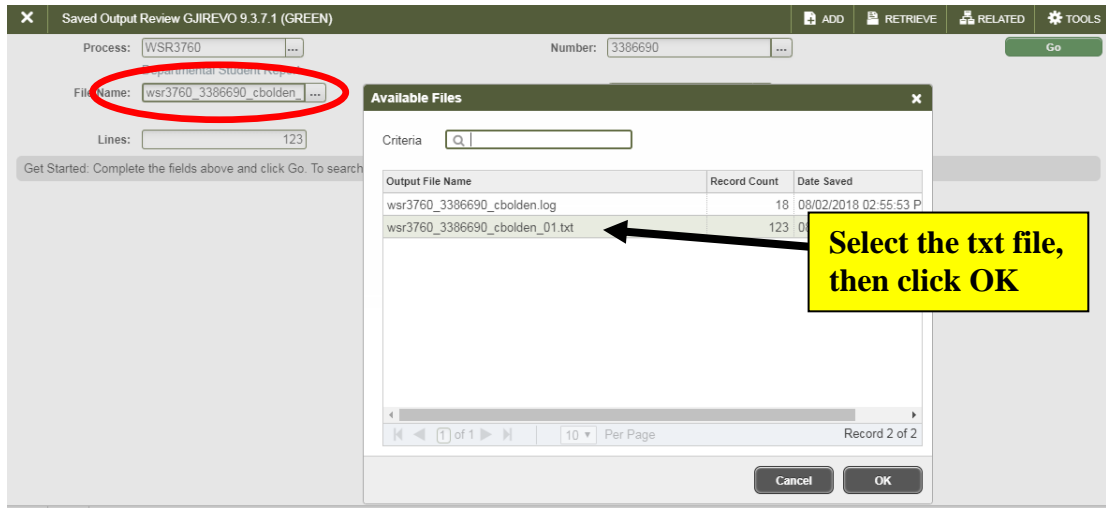 Saved Output Review GJIREVO 9.3.7.1 (GREEN) ADD RETRIEVE RELATED TOOLS
Process: WSR3760 ... Number: 3386690 ... Go
Departmental Student Report
File Name: wsr3760_3386690_cbolden_ ...
Available Files
Lines: 123
Criteria
Get Started: Complete the fields above and click Go. To search
Output File Name Record Count Date Saved
wsr3760_3386690_cbolden.log 18 08/02/2018 02:55:53 P
wsr3760_3386690_cbolden_01.txt 123
Select the txt file,
then click OK
1 of 1 10 Per Page Record 2 of 2
Cancel OK